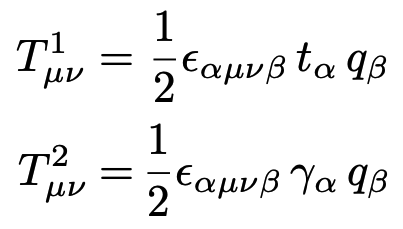 T^1_{μν} = \frac{1}{2} ϵ_{αμνβ} t_α q_β
T^2_{μν} = \frac{1}{2} ϵ_{αμνβ} γ_α q_β